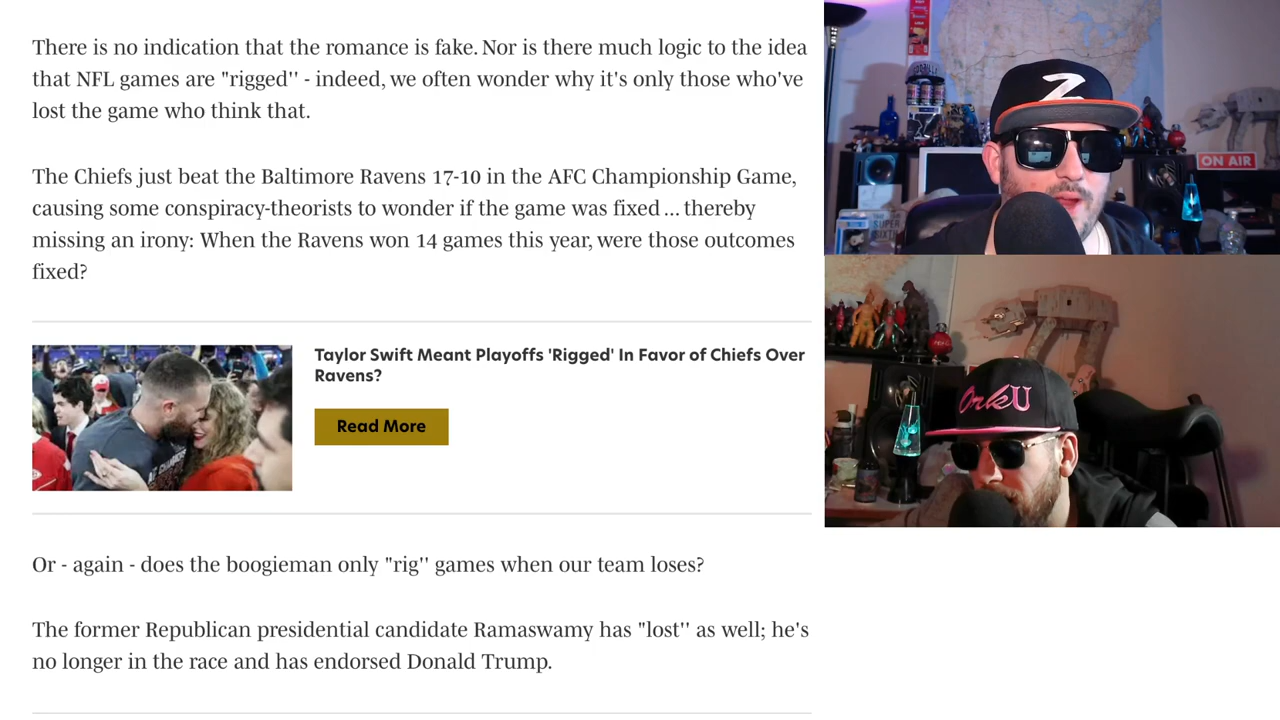 There is no indication that the romance is fake. Nor is there much logic to the idea
that NFL games are "rigged'' - indeed, we often wonder why it's only those who've
lost the game who think that.
The Chiefs just beat the Baltimore Ravens 17-10 in the AFC Championship Game,
causing some conspiracy-theorists to wonder if the game was fixed ... thereby
missing an irony: When the Ravens won 14 games this year, were those outcomes
fixed?
Taylor Swift Meant Playoffs 'Rigged' In Favor of Chiefs Over
Ravens?
Read More
Or - again - does the boogieman only "rig'' games when our team loses?
The former Republican presidential candidate Ramaswamy has "lost'' as well; he's
no longer in the race and has endorsed Donald Trump.
Z
ON AIR
OrkU